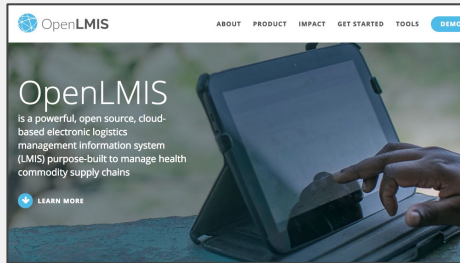 OpenLMIS
ABOUT PRODUCT IMPACT GET STARTED TOOLS DEMO
OpenLMIS
is a powerful, open source, cloud-
based electronic logistics
management information system
(LMIS) purpose-built to manage health
commodity supply chains
LEARN MORE